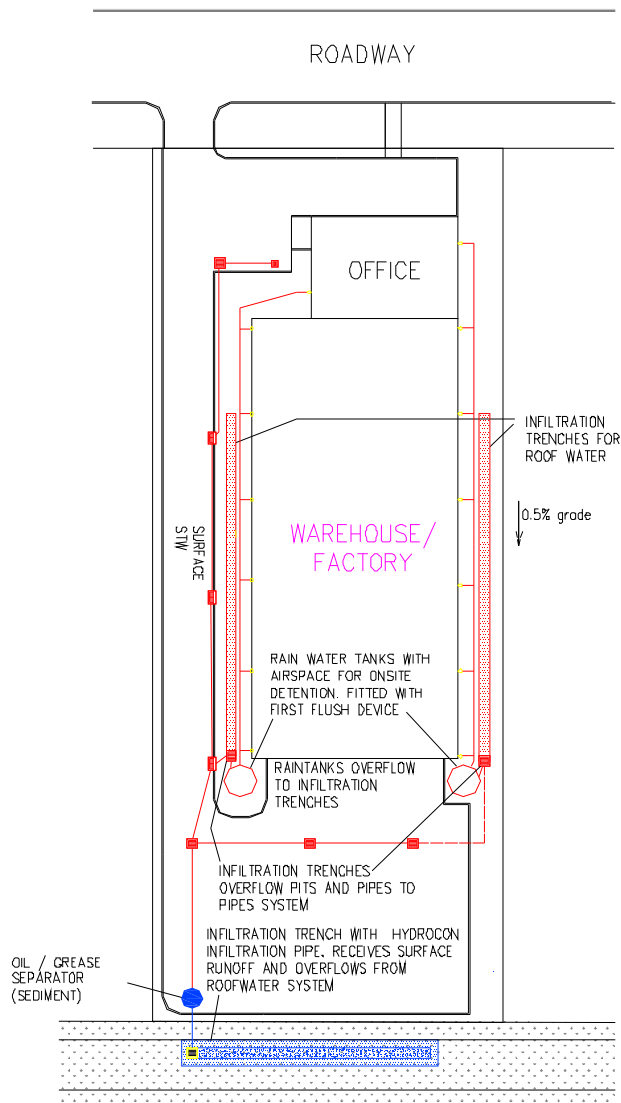 ROADWAY
OFFICE
INFILTRATION
TRENCHES FOR
ROOF WATER
0.5% grade
SURFACE
STW
WAREHOUSE/
FACTORY
RAIN WATER TANKS WITH
AIRSPACE FOR ONSITE
DETENTION. FITTED WITH
FIRST FLUSH DEVICE
RAINTANKS OVERFLOW
TO INFILTRATION
TRENCHES
INFILTRATION TRENCHES
OVERFLOW PITS AND PIPES TO
PIPES SYSTEM
INFILTRATION TRENCH WITH HYDROCON
INFILTRATION PIPE. RECEIVES SURFACE
RUNOFF AND OVERFLOWS FROM
ROOFWATER SYSTEM
OIL / GREASE
SEPARATOR
(SEDIMENT)